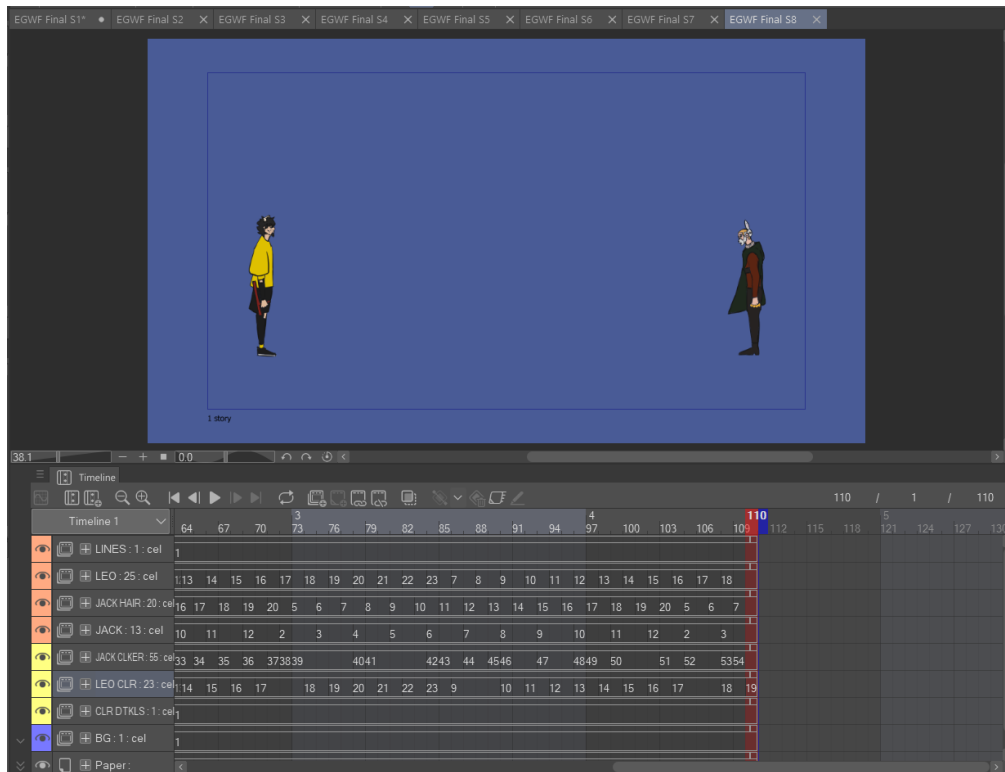 EGWF Final S1* EGWF Final S2 EGWF Final S3 EGWF Final S4 EGWF Final S5 EGWF Final S6 EGWF Final S7 EGWF Final S8
1 story
38.1 0.0
Timeline
110 / 1 / 110
Timeline 1
3 4 110 5
64 67 70 73 76 79 82 85 88 91 94 97 100 103 106 109 112 115 118 121 124 127 130
LINES : 1 : cel 1
LEO : 25 : cel 13 14 15 16 17 18 19 20 21 22 23 7 8 9 10 11 12 13 14 15 16 17 18
JACK HAIR : 20 : cel 16 17 18 19 20 5 6 7 8 9 10 11 12 13 14 15 16 17 18 19 20 5 6 7
JACK : 13 : cel 10 11 12 2 3 4 5 6 7 8 9 10 11 12 2 3
JACK CLKER : 55 : cel 33 34 35 36 37 38 39 40 41 42 43 44 45 46 47 48 49 50 51 52 53 54
LEO CLR : 23 : cel 14 15 16 17 18 19 20 21 22 23 9 10 11 12 13 14 15 16 17 18 19
CLR DTKLS : 1 : cel 1
BG : 1 : cel 1
Paper :